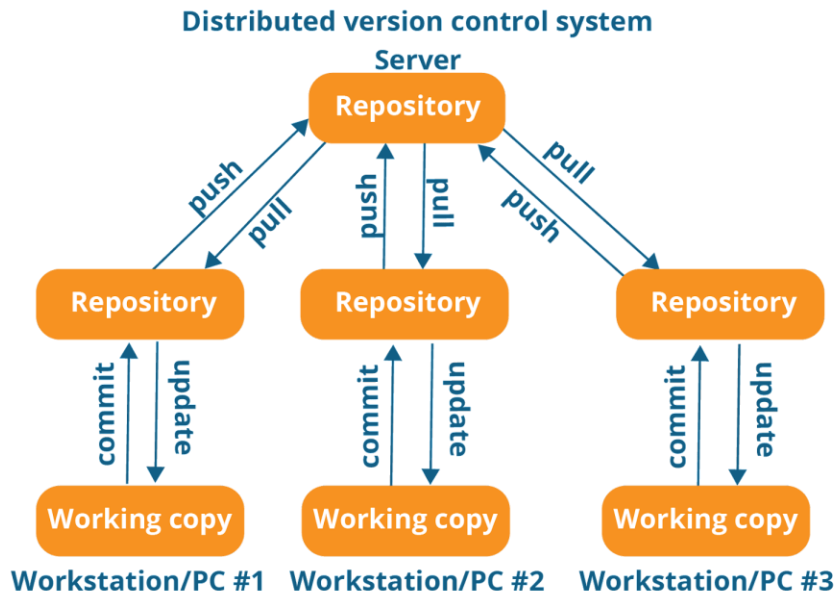 Distributed version control system
Server
Repository
push
pull
push
pull
pull
push
Repository
Repository
Repository
commit
update
commit
update
commit
update
Working copy
Working copy
Working copy
Workstation/PC #1
Workstation/PC #2
Workstation/PC #3